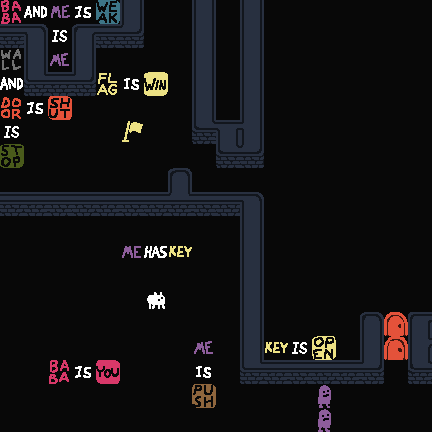 BABA AND ME IS WEAK
IS
WALL ME
AND FLAG IS WIN
DOOR IS SHUT
IS
STOP
ME HAS KEY
ME KEY IS OPEN
BABA IS YOU IS
PUSH